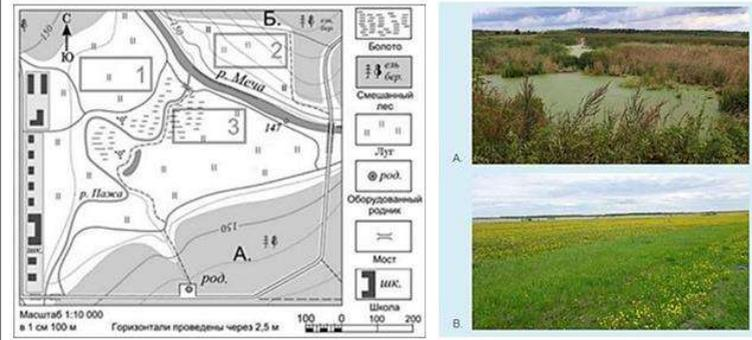 С
Ю
150
Б.
ель
бер.
1
2
р. Меча
3
147
р. Пажа
150
А.
шк.
род.
Масштаб 1:10 000
в 1 см 100 м
Горизонтали проведены через 2,5 м
100 0 100 200
Болото
ель
бер.
Смешанный
лес
Луг
род.
Оборудованный
родник
Мост
шк.
Школа
А.
В.